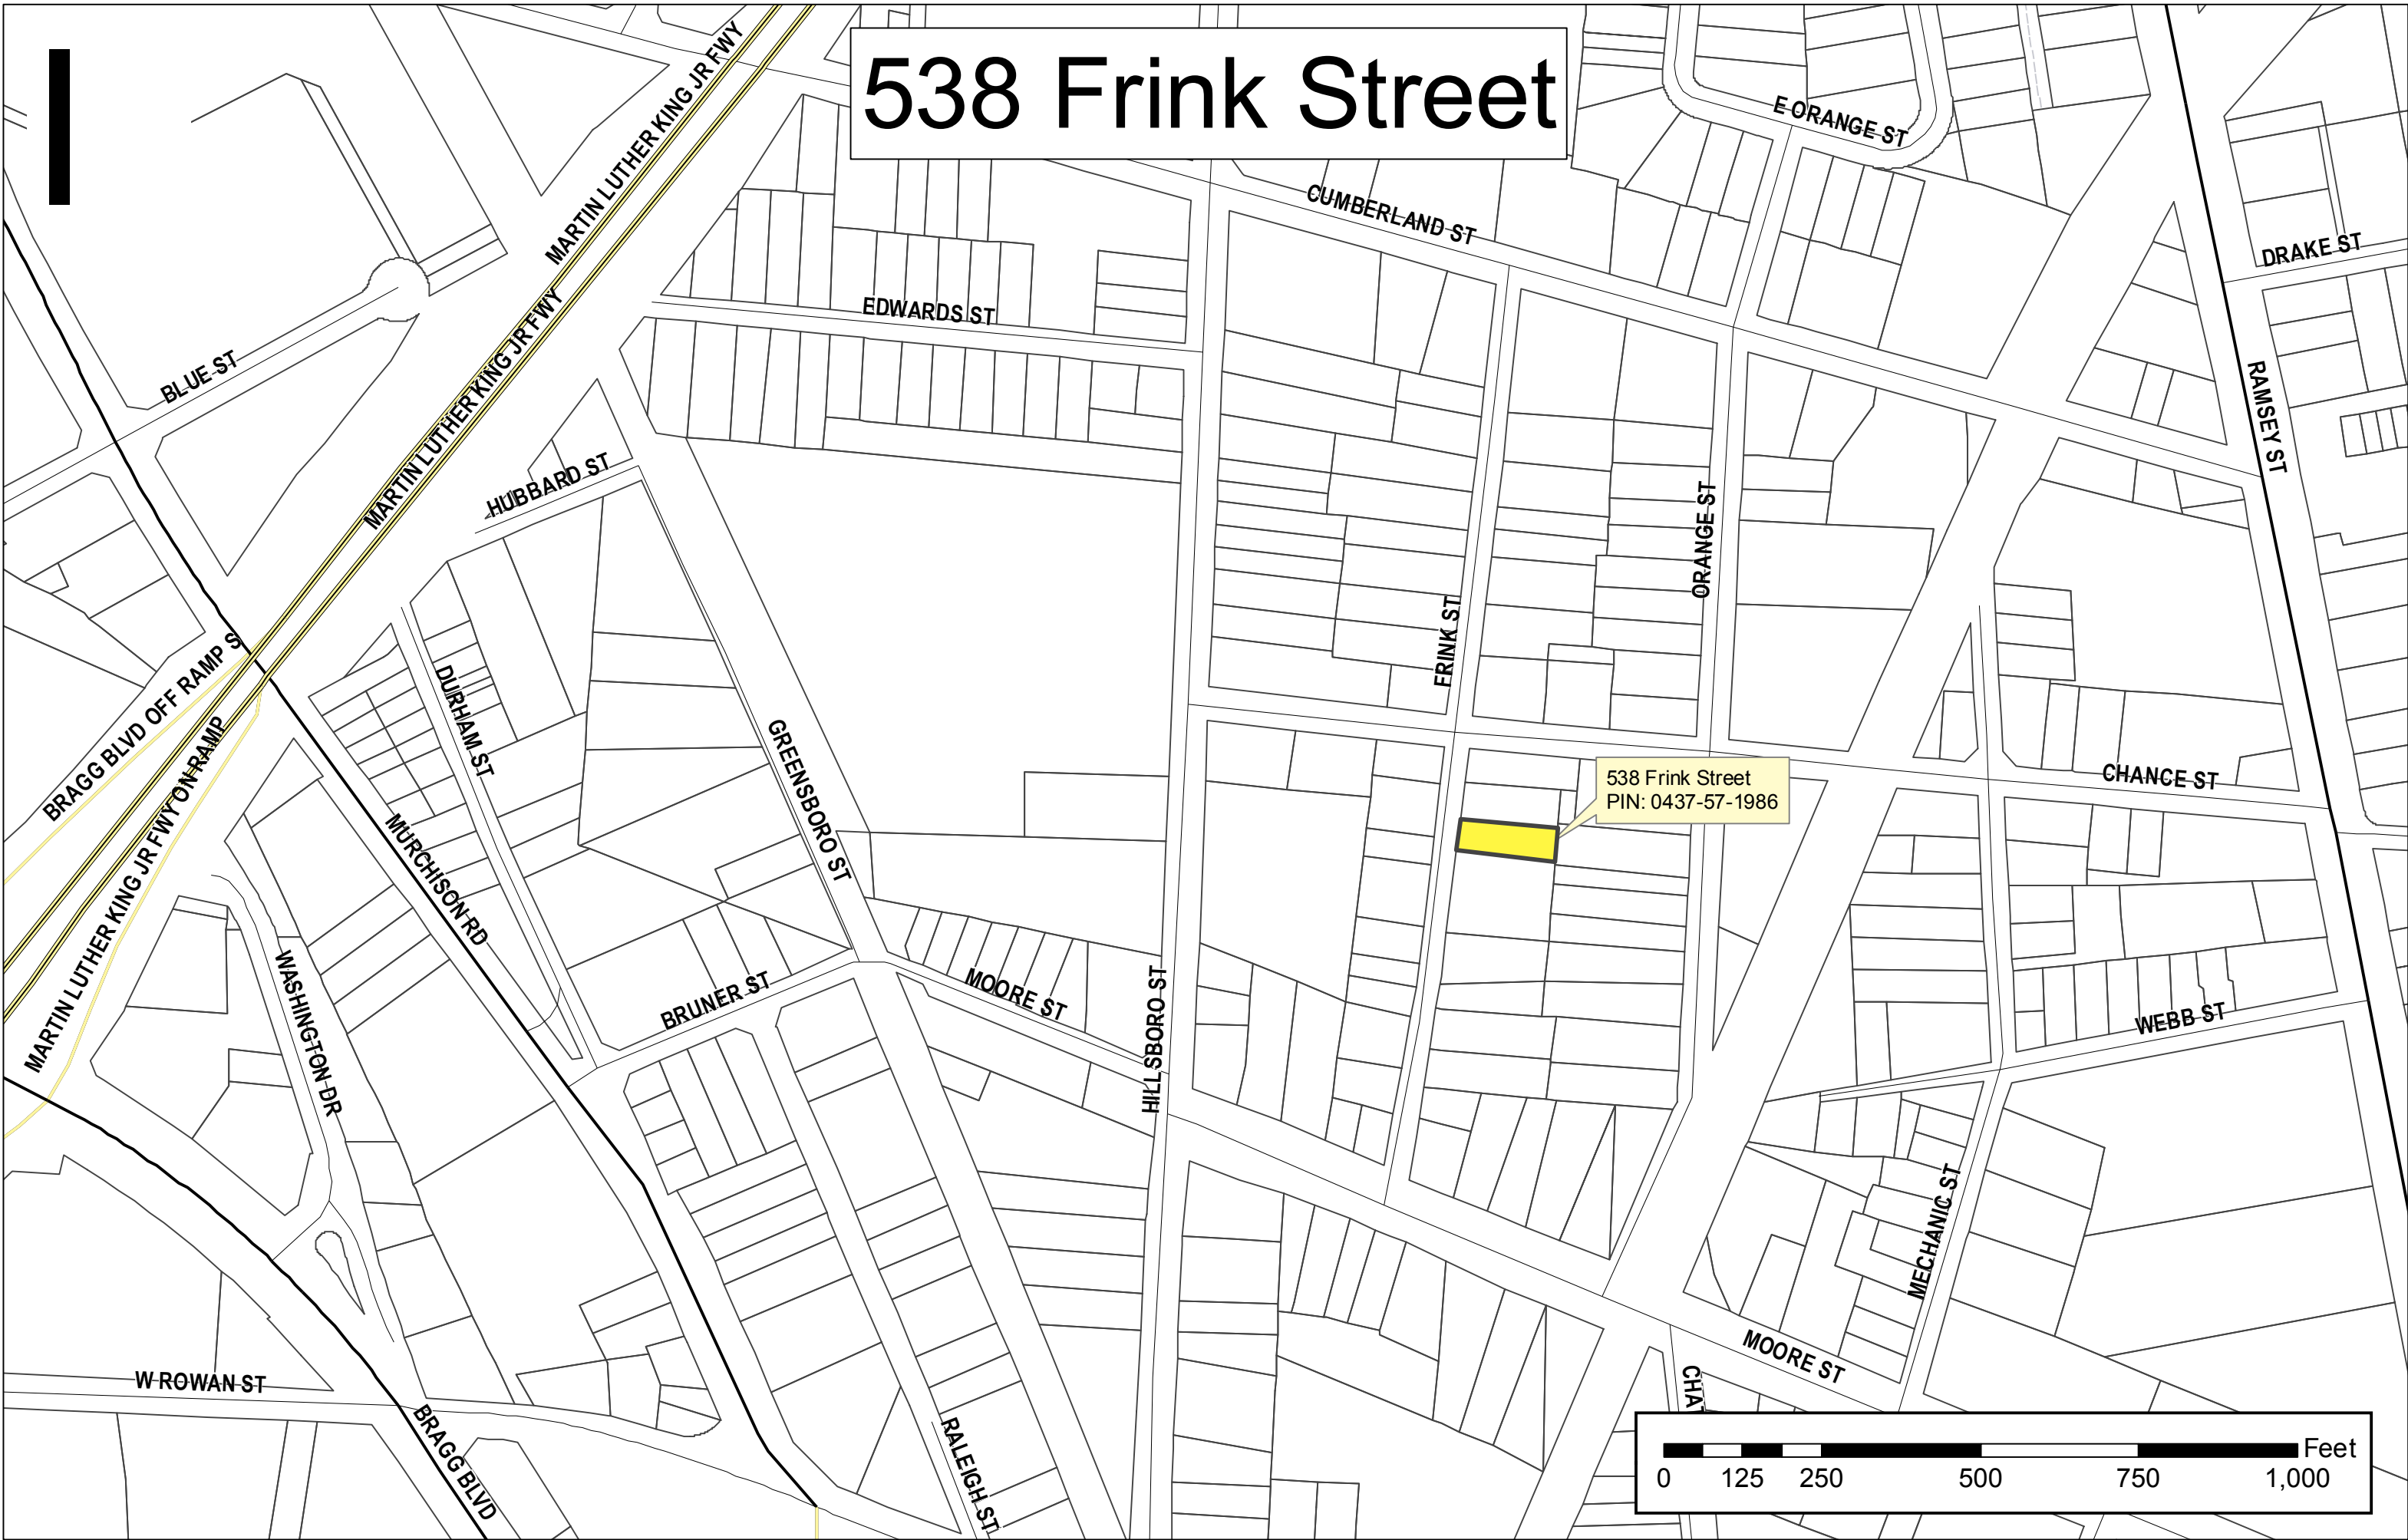 538 Frink Street
MARTIN LUTHER KING JR FWY
E ORANGE ST
CUMBERLAND ST
DRAKE ST
EDWARDS ST
MARTIN LUTHER KING JR FWY
BLUE ST
RAMSEY ST
HUBBARD ST
ORANGE ST
FRINK ST
BRAGG BLVD OFF RAMP S
DURHAM ST
GREENSBORO ST
538 Frink Street
PIN: 0437-57-1986
CHANCE ST
MARTIN LUTHER KING JR FWY ON RAMP
MURCHISON RD
WASHINGTON DR
BRUNER ST
MOORE ST
HILLSBORO ST
WEBB ST
MECHANIC ST
MOORE ST
W ROWAN ST
CHAT
BRAGG BLVD
RALEIGH ST
Feet
0 125 250 500 750 1,000